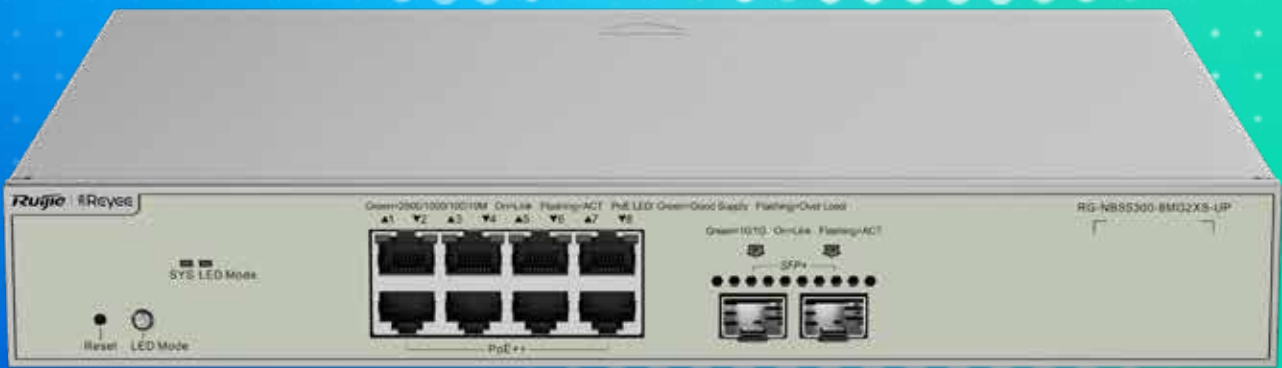 Ruijie Reyee
Green=2500/1000/100/10M On=Link Flashing=ACT PoE LED: Green=Good Supply Flashing=Over Load
▲1 ▼2 ▲3 ▼4 ▲5 ▼6 ▲7 ▼8
RG-NBS5300-8MG2XS-UP
Green=10/1G On=Link Flashing=ACT
SFP+
SYS LED Mode
Reset LED Mode
PoE++